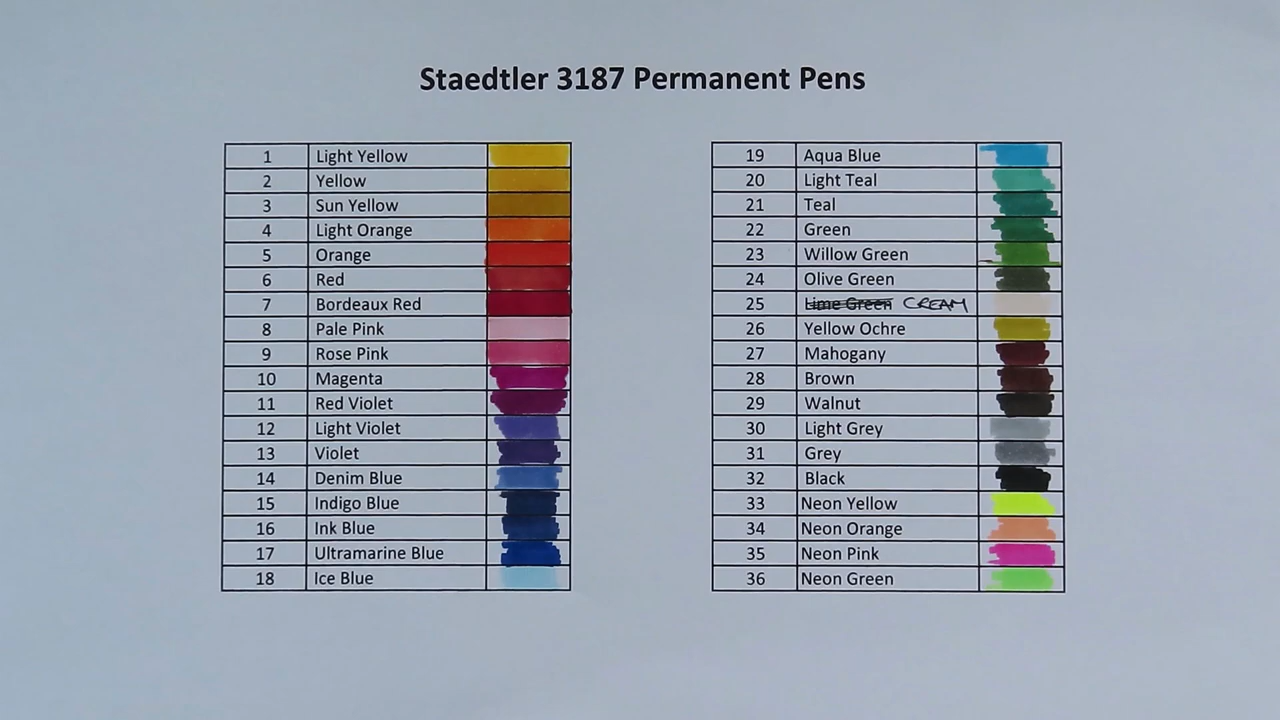 Staedtler 3187 Permanent Pens
1 Light Yellow
2 Yellow
3 Sun Yellow
4 Light Orange
5 Orange
6 Red
7 Bordeaux Red
8 Pale Pink
9 Rose Pink
10 Magenta
11 Red Violet
12 Light Violet
13 Violet
14 Denim Blue
15 Indigo Blue
16 Ink Blue
17 Ultramarine Blue
18 Ice Blue
19 Aqua Blue
20 Light Teal
21 Teal
22 Green
23 Willow Green
24 Olive Green
25 Lime Green CREAM
26 Yellow Ochre
27 Mahogany
28 Brown
29 Walnut
30 Light Grey
31 Grey
32 Black
33 Neon Yellow
34 Neon Orange
35 Neon Pink
36 Neon Green